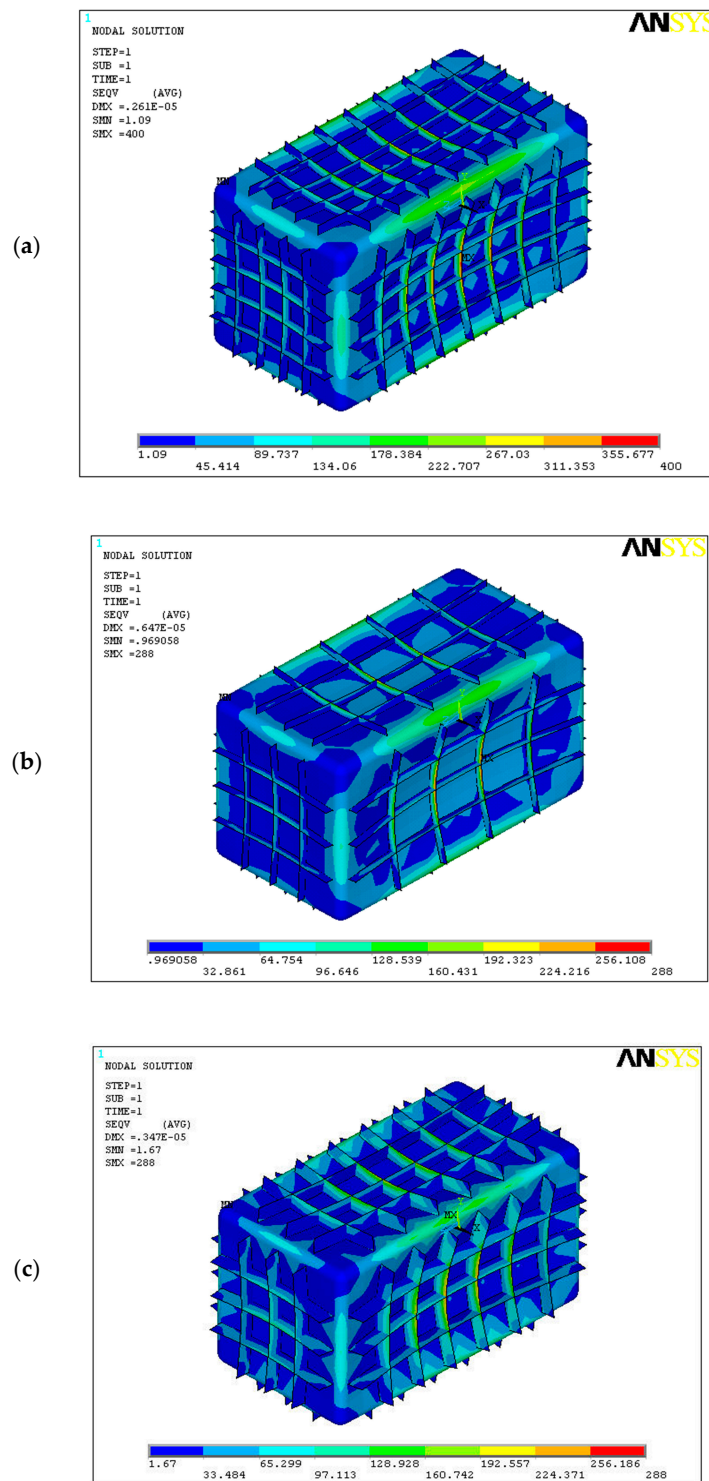 (a)
1
ANSYS
NODAL SOLUTION
STEP=1
SUB =1
TIME=1
SEQV (AVG)
DMX =.261E-05
SMN =1.09
SMX =400
MN
Y
MX
1.09 89.737 178.384 267.03 355.677
45.414 134.06 222.707 311.353 400
(b)
1
ANSYS
NODAL SOLUTION
STEP=1
SUB =1
TIME=1
SEQV (AVG)
DMX =.647E-05
SMN =.969058
SMX =288
MN
Y
MX
.969058 64.754 128.539 192.323 256.108
32.861 96.646 160.431 224.216 288
(c)
1
ANSYS
NODAL SOLUTION
STEP=1
SUB =1
TIME=1
SEQV (AVG)
DMX =.347E-05
SMN =1.67
SMX =288
MN
Y
MX
X
1.67 65.299 128.928 192.557 256.186
33.484 97.113 160.742 224.371 288